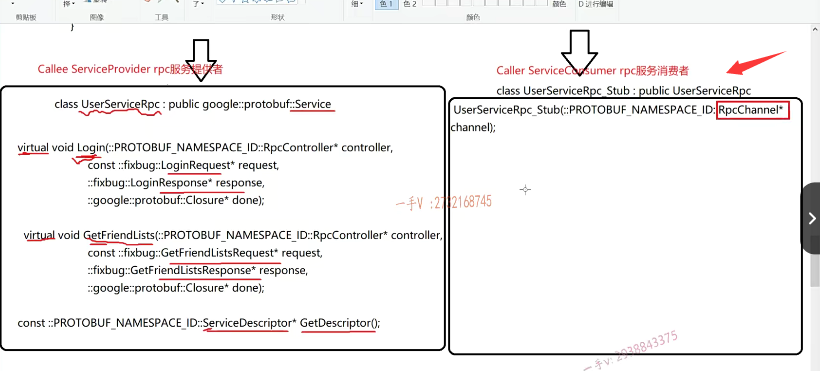 剪贴板
图像
工具
形状
颜色
择
了
细
色 1
色 2
颜色
D 进行编辑
}
Callee ServiceProvider rpc服务提供者
class UserServiceRpc : public google::protobuf::Service
virtual void Login(::PROTOBUF_NAMESPACE_ID::RpcController* controller,
const ::fixbug::LoginRequest* request,
::fixbug::LoginResponse* response,
::google::protobuf::Closure* done);
virtual void GetFriendLists(::PROTOBUF_NAMESPACE_ID::RpcController* controller,
const ::fixbug::GetFriendListsRequest* request,
::fixbug::GetFriendListsResponse* response,
::google::protobuf::Closure* done);
const ::PROTOBUF_NAMESPACE_ID::ServiceDescriptor* GetDescriptor();
Caller ServiceConsumer rpc服务消费者
class UserServiceRpc_Stub : public UserServiceRpc
UserServiceRpc_Stub(::PROTOBUF_NAMESPACE_ID::RpcChannel*
channel);
一手V :2732168745
一手v: 2938843375